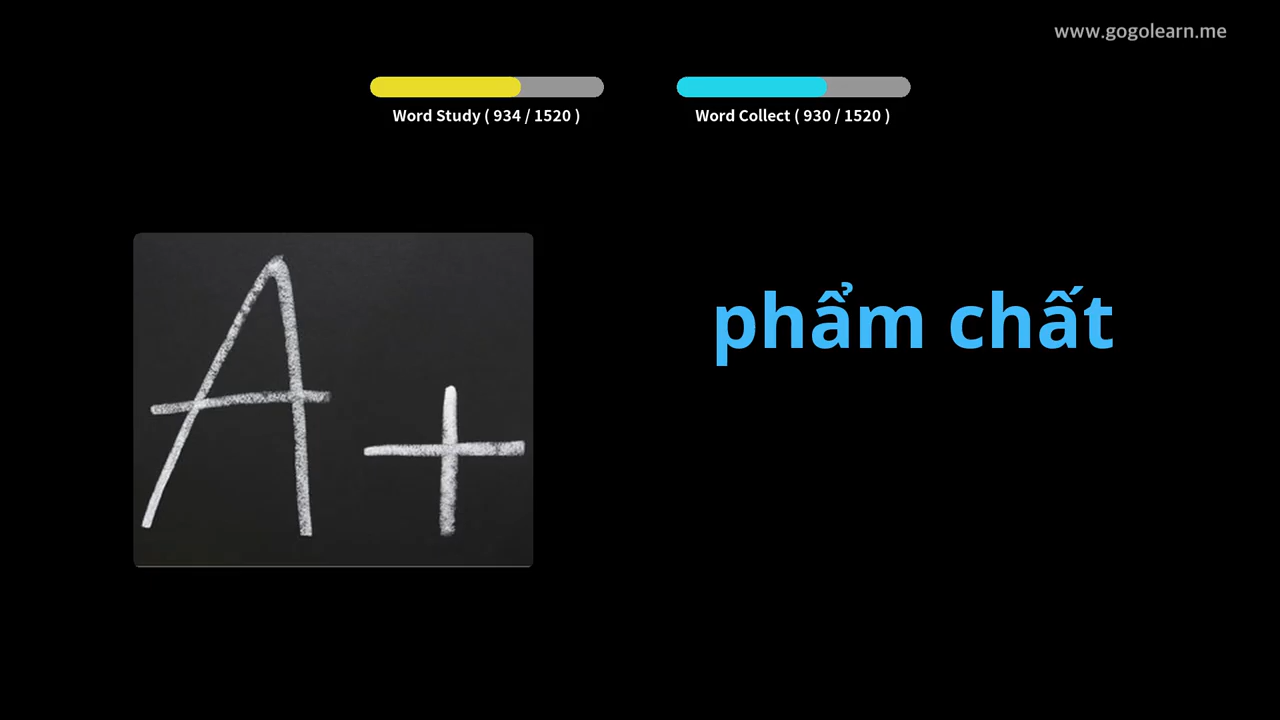 www.gogolearn.me
Word Study ( 934 / 1520 )
Word Collect ( 930 / 1520 )
A+
phẩm chất